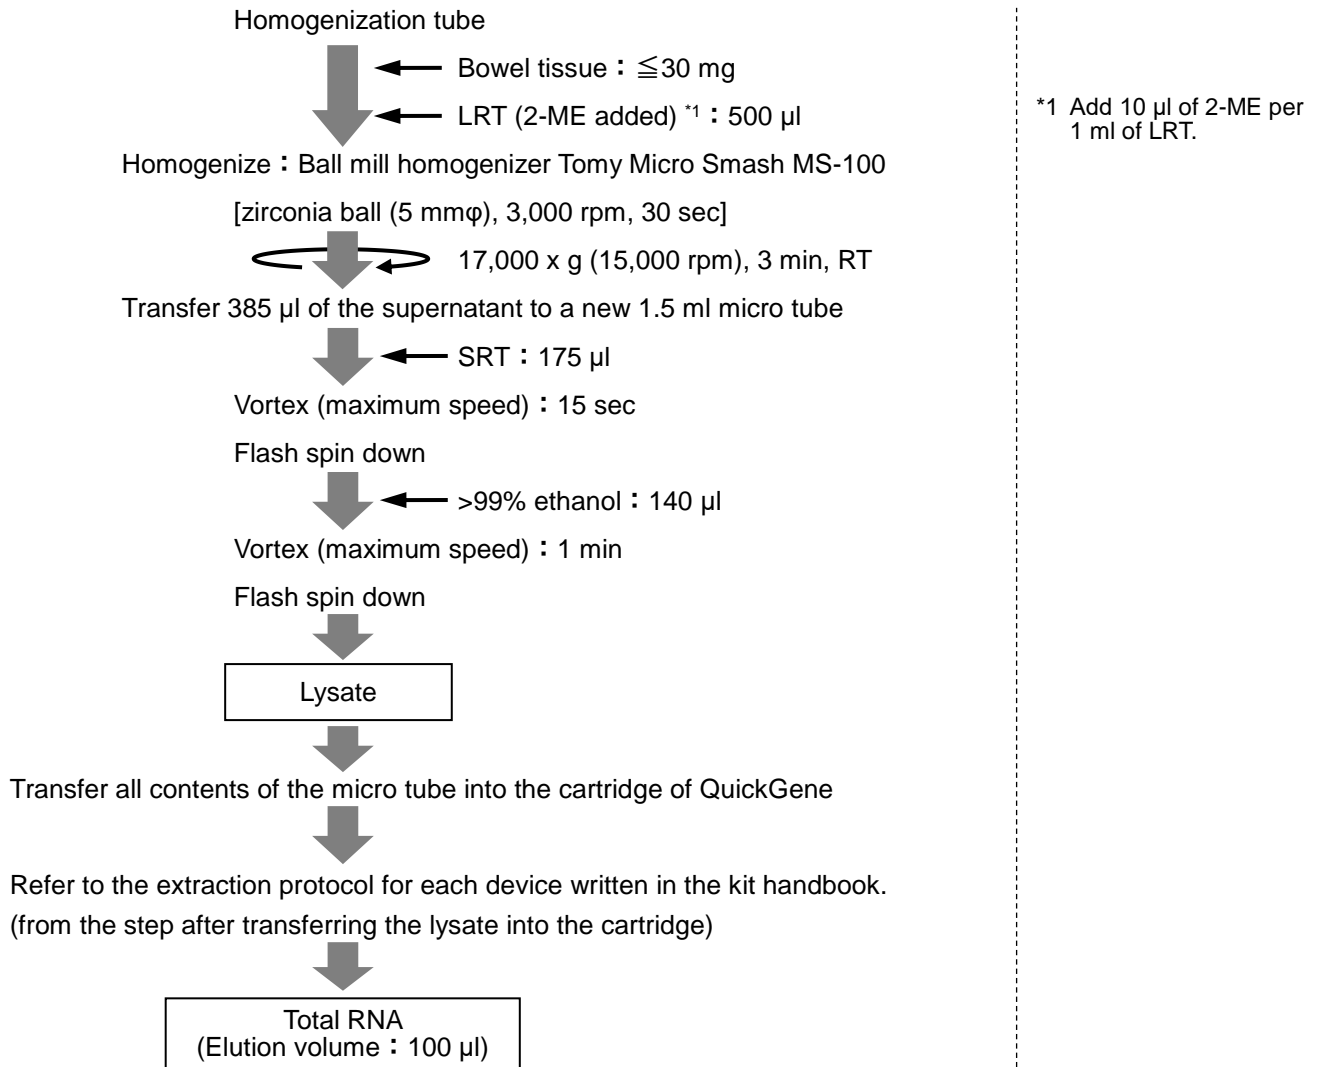 Homogenization tube
Bowel tissue：≦30 mg
LRT (2-ME added) *1：500 µl
*1 Add 10 µl of 2-ME per
1 ml of LRT.
Homogenize：Ball mill homogenizer Tomy Micro Smash MS-100
[zirconia ball (5 mmφ), 3,000 rpm, 30 sec]
17,000 x g (15,000 rpm), 3 min, RT
Transfer 385 µl of the supernatant to a new 1.5 ml micro tube
SRT：175 µl
Vortex (maximum speed)：15 sec
Flash spin down
>99% ethanol：140 µl
Vortex (maximum speed)：1 min
Flash spin down
Lysate
Transfer all contents of the micro tube into the cartridge of QuickGene
Refer to the extraction protocol for each device written in the kit handbook.
(from the step after transferring the lysate into the cartridge)
Total RNA
(Elution volume：100 µl)